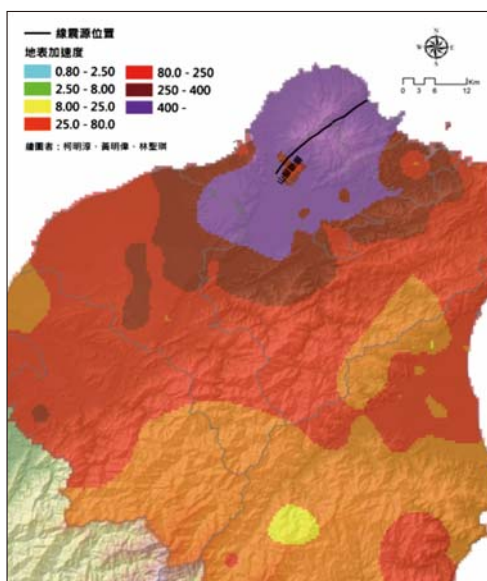 線震源位置
地表加速度
0.80 - 2.50
2.50 - 8.00
8.00 - 25.0
25.0 - 80.0
80.0 - 250
250 - 400
400 -
繪圖者：柯明淳、黃明偉、林聖琪
N
W E
S
Km
0 3 6 12